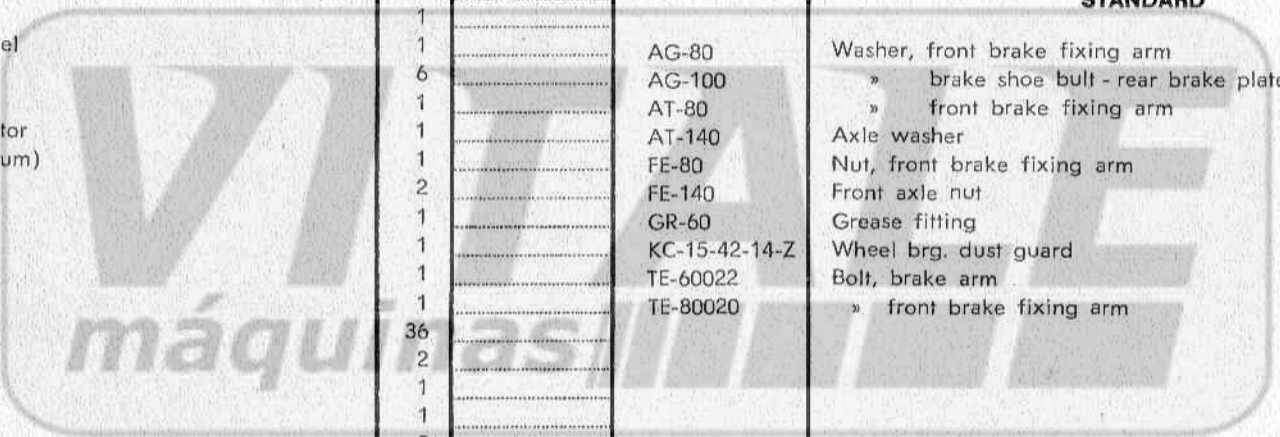 STANDARD
el
tor
um)
1
1
6
1
1
1
2
1
1
1
1
36
2
1
1
AG-80 Washer, front brake fixing arm
AG-100 » brake shoe bult - rear brake plate
AT-80 » front brake fixing arm
AT-140 Axle washer
FE-80 Nut, front brake fixing arm
FE-140 Front axle nut
GR-60 Grease fitting
KC-15-42-14-Z Wheel brg. dust guard
TE-60022 Bolt, brake arm
TE-80020 » front brake fixing arm
VITALE
máquinas